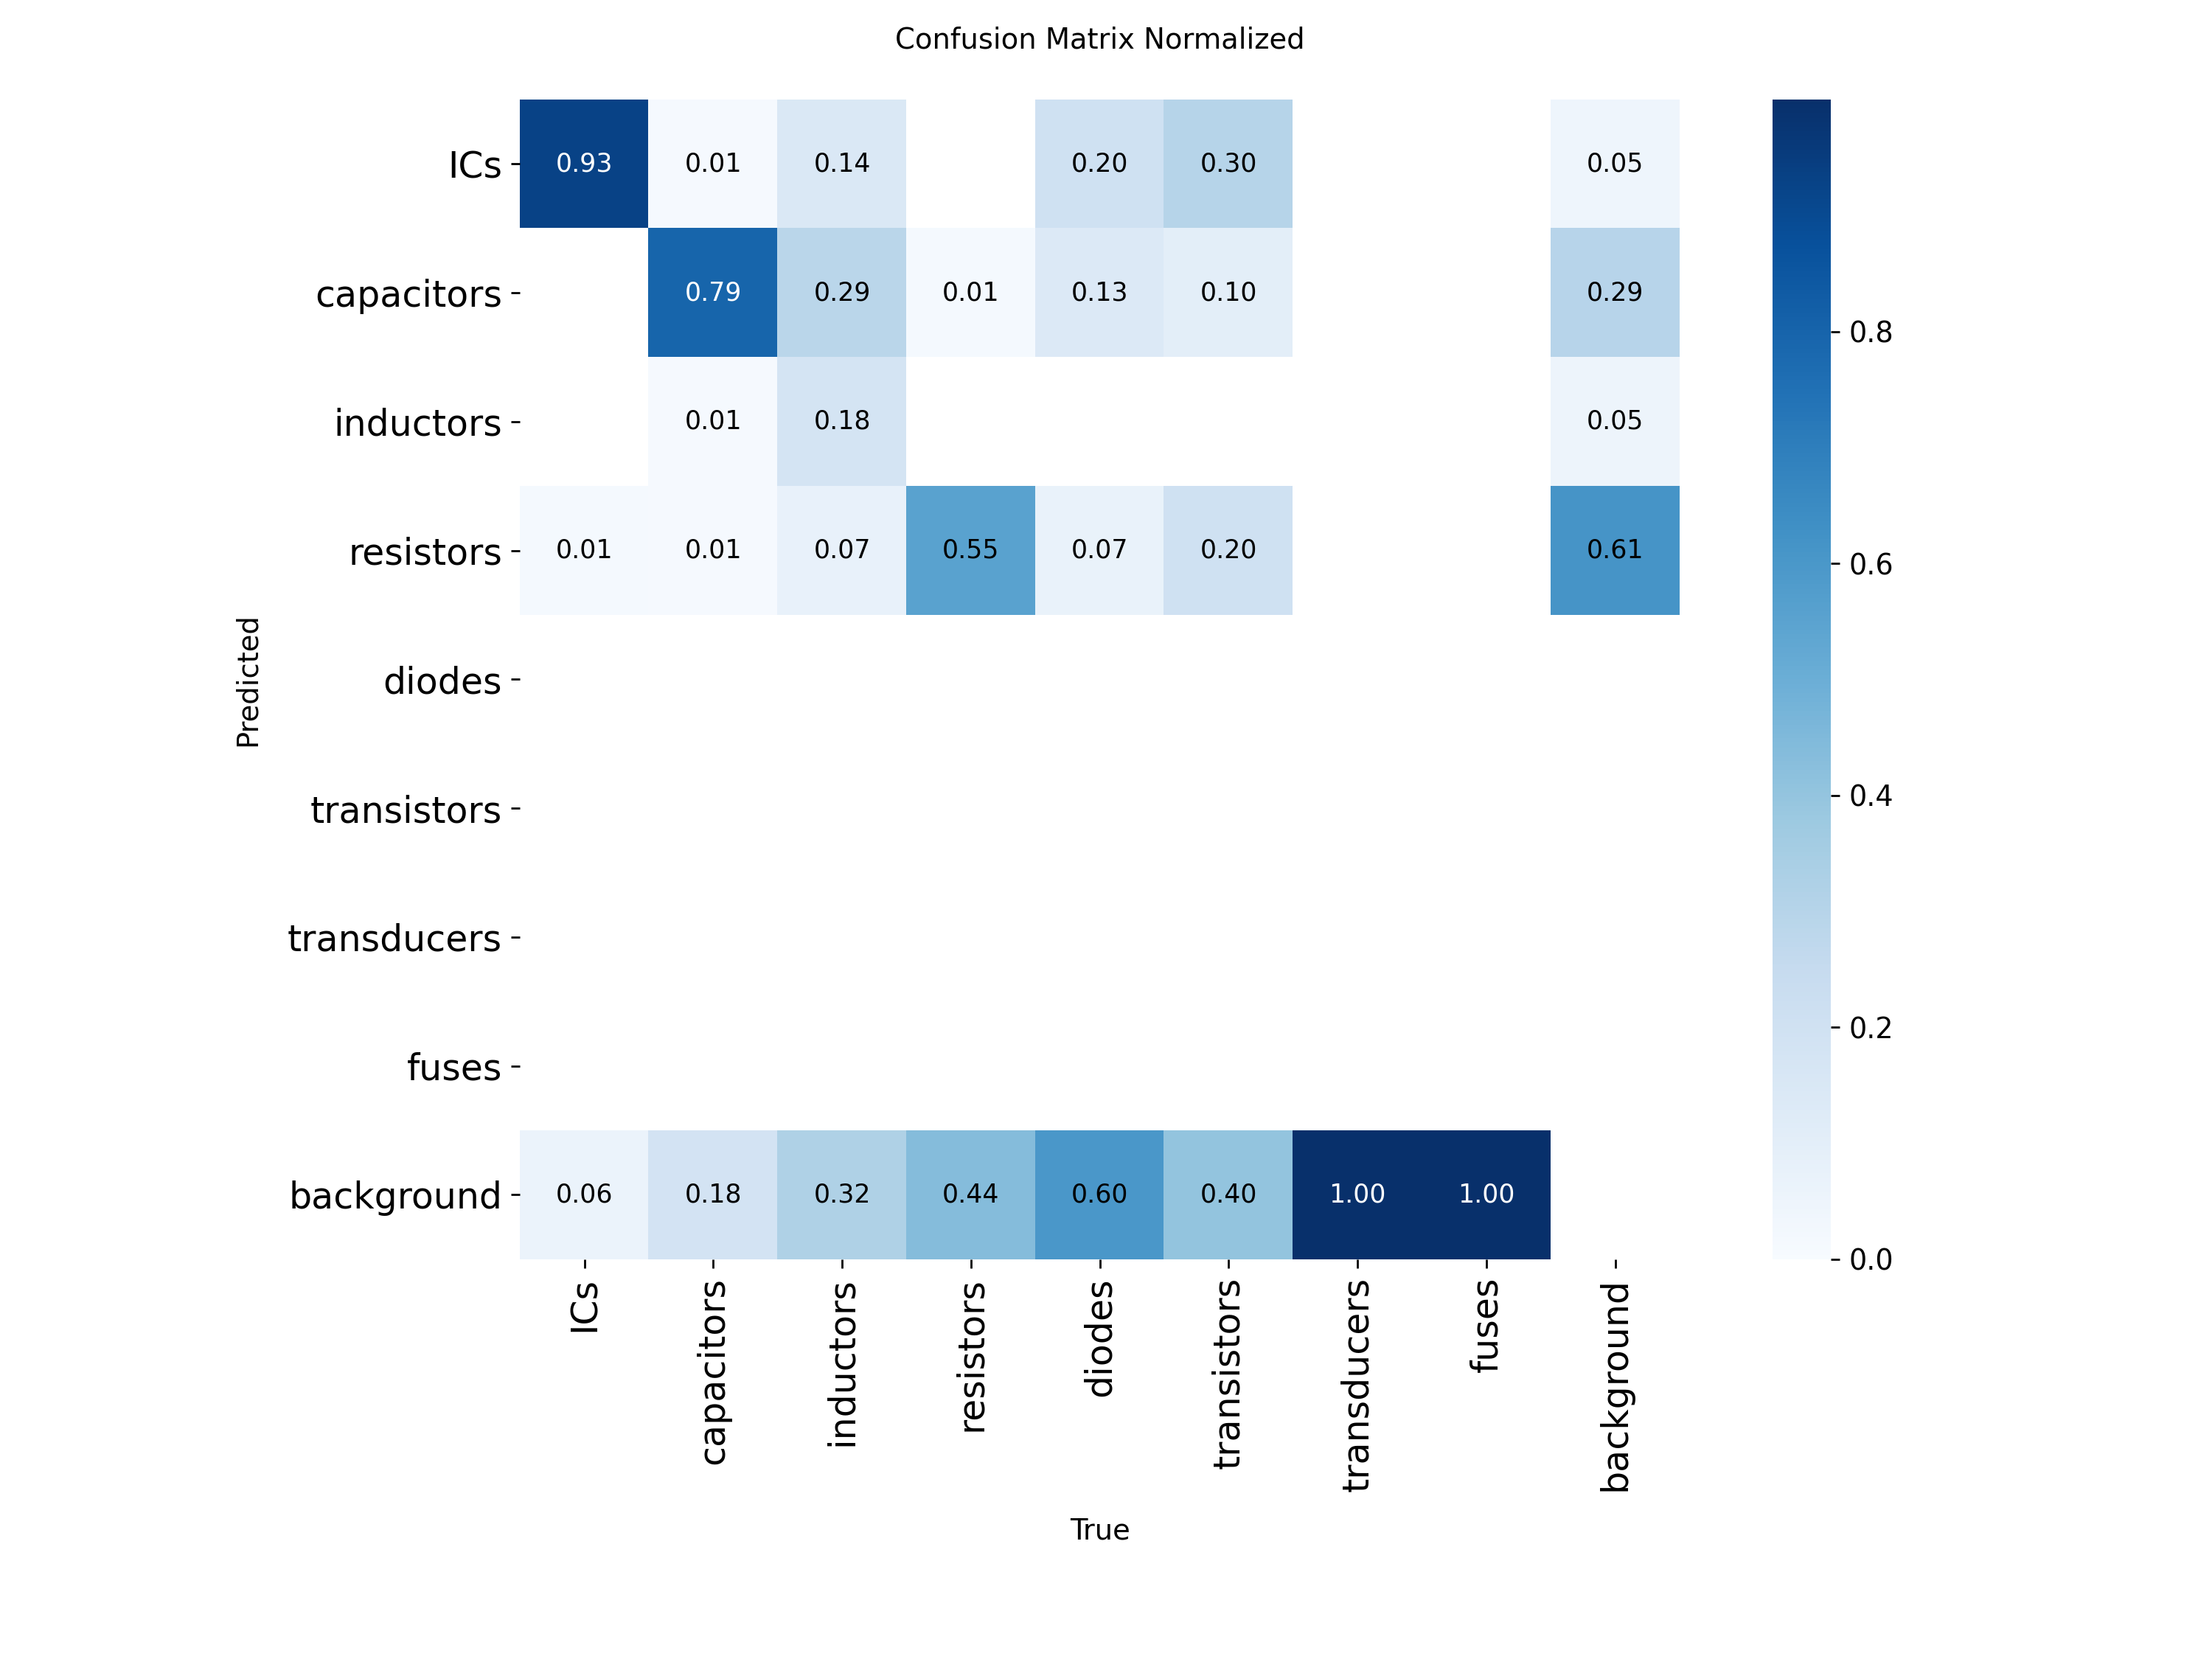 Confusion Matrix Normalized
ICs 0.93 0.01 0.14 0.20 0.30 0.05
capacitors 0.79 0.29 0.01 0.13 0.10 0.29
0.8
inductors 0.01 0.18 0.05
resistors 0.01 0.01 0.07 0.55 0.07 0.20 0.61
0.6
Predicted
diodes
transistors
0.4
transducers
0.2
fuses
background 0.06 0.18 0.32 0.44 0.60 0.40 1.00 1.00
0.0
ICs
capacitors
inductors
resistors
diodes
transistors
transducers
fuses
background
True